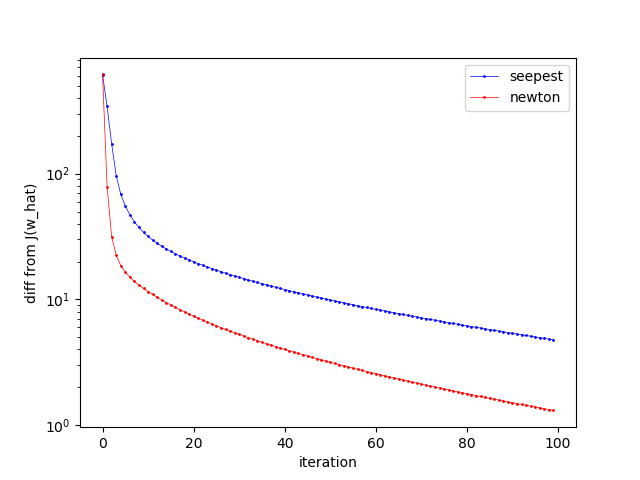 seepest
newton
10²
10¹
10⁰
diff from J(w_hat)
0 20 40 60 80 100
iteration